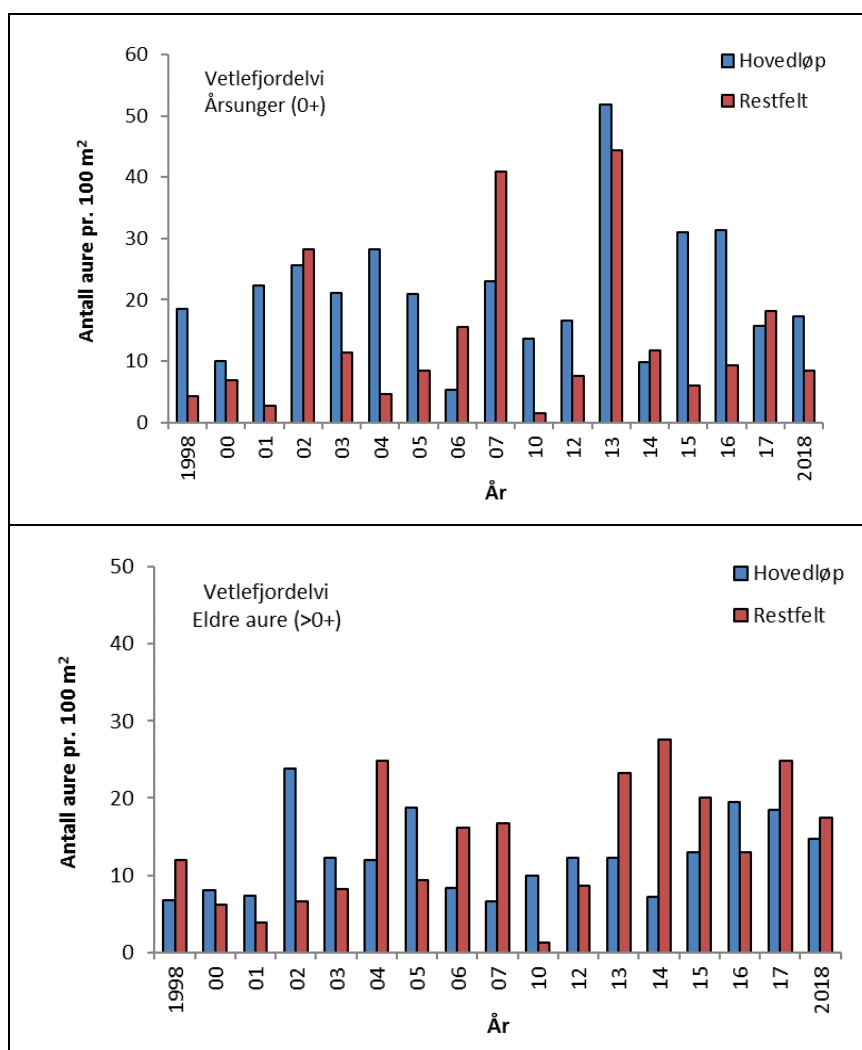 Vetlefjordelvi
Årsunger (0+)
Hovedløp
Restfelt
Antall aure pr. 100 m²
60
50
40
30
20
10
0
1998 00 01 02 03 04 05 06 07 10 12 13 14 15 16 17 2018
År
Vetlefjordelvi
Eldre aure (>0+)
Hovedløp
Restfelt
Antall aure pr. 100 m²
50
40
30
20
10
0
1998 00 01 02 03 04 05 06 07 10 12 13 14 15 16 17 2018
År